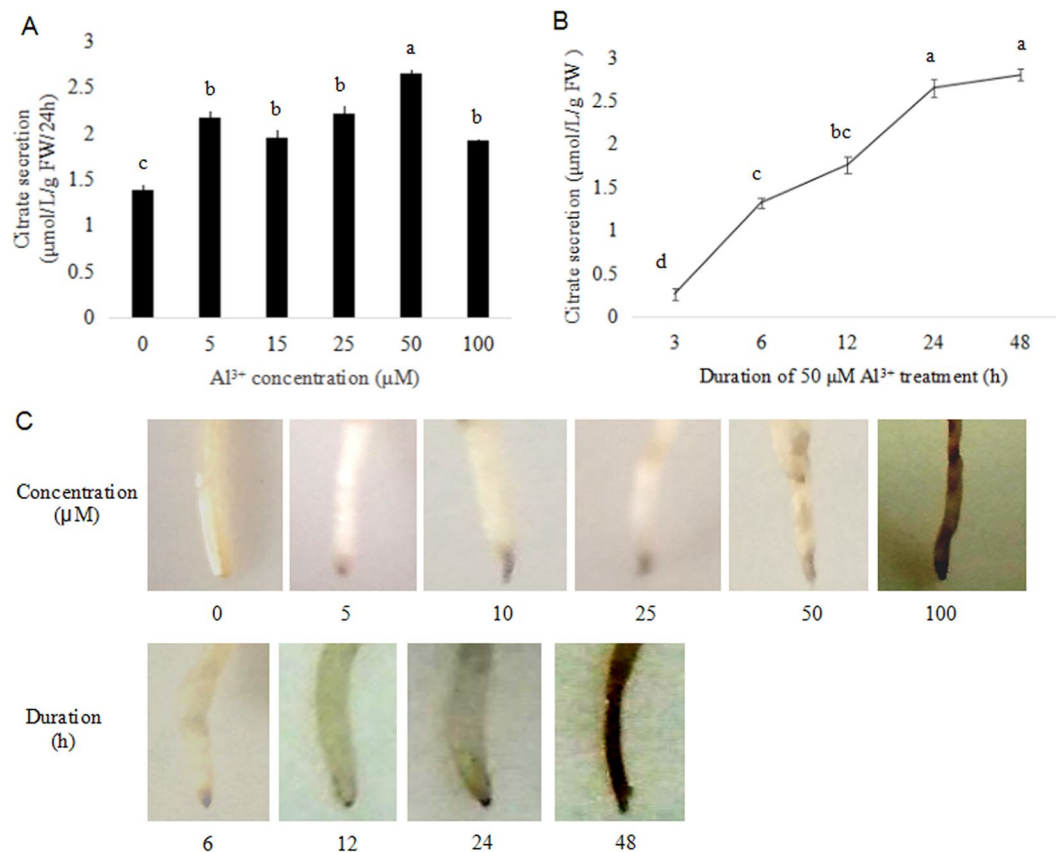 A
Citrate secretion
(μmol/L/g FW/24h)
3
2.5
2
1.5
1
0.5
0
c
b
b
b
a
b
0 5 15 25 50 100
Al³⁺ concentration (μM)
B
Citrate secretion (μmol/L/g FW)
3
2.5
2
1.5
1
0.5
0
d
c
bc
a
a
3 6 12 24 48
Duration of 50 μM Al³⁺ treatment (h)
C
Concentration
(μM)
0 5 10 25 50 100
Duration
(h)
6 12 24 48